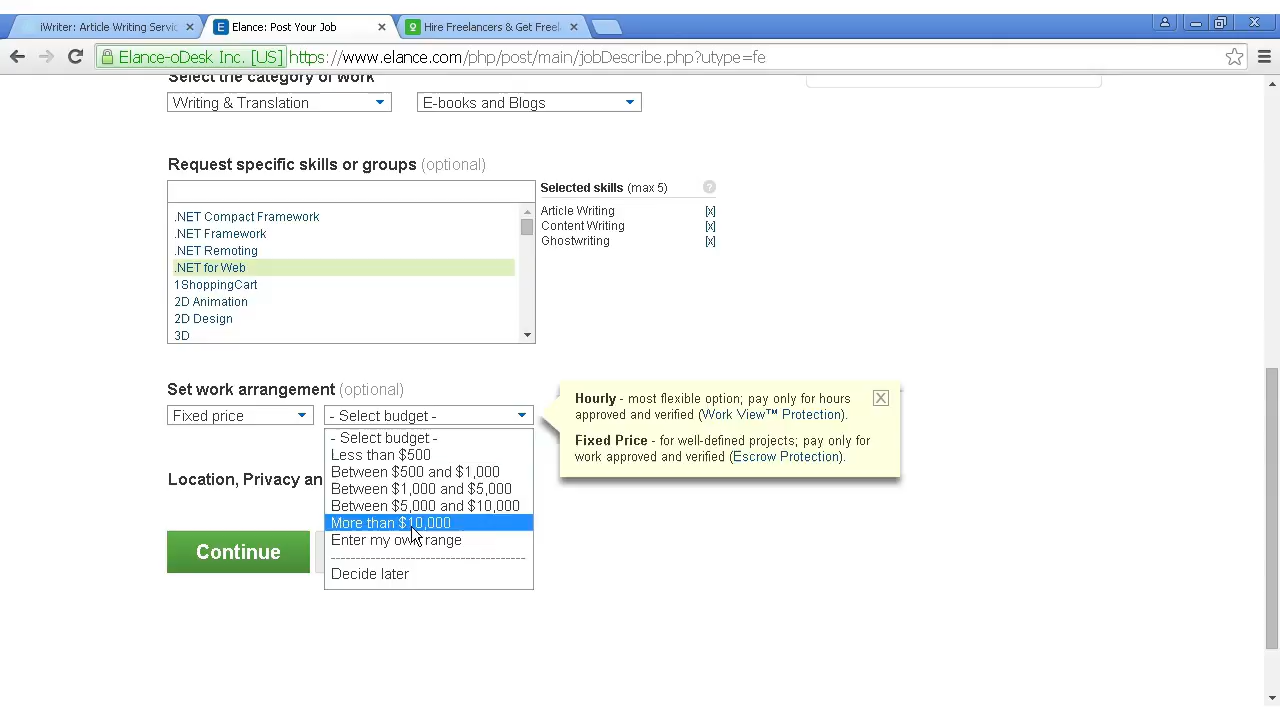 iWriter: Article Writing Servic
Elance: Post Your Job
Hire Freelancers & Get Freel
Elance-oDesk Inc. [US] https://www.elance.com/php/post/main/jobDescribe.php?utype=fe
Select the category of work
Writing & Translation
E-books and Blogs
Request specific skills or groups (optional)
Selected skills (max 5) ?
.NET Compact Framework
.NET Framework
.NET Remoting
.NET for Web
1ShoppingCart
2D Animation
2D Design
3D
Article Writing [x]
Content Writing [x]
Ghostwriting [x]
Set work arrangement (optional)
Fixed price
- Select budget -
- Select budget -
Less than $500
Between $500 and $1,000
Between $1,000 and $5,000
Between $5,000 and $10,000
More than $10,000
Enter my own range
Decide later
Hourly - most flexible option; pay only for hours
approved and verified (Work View™ Protection).
Fixed Price - for well-defined projects; pay only for
work approved and verified (Escrow Protection).
X
Location, Privacy an
Continue